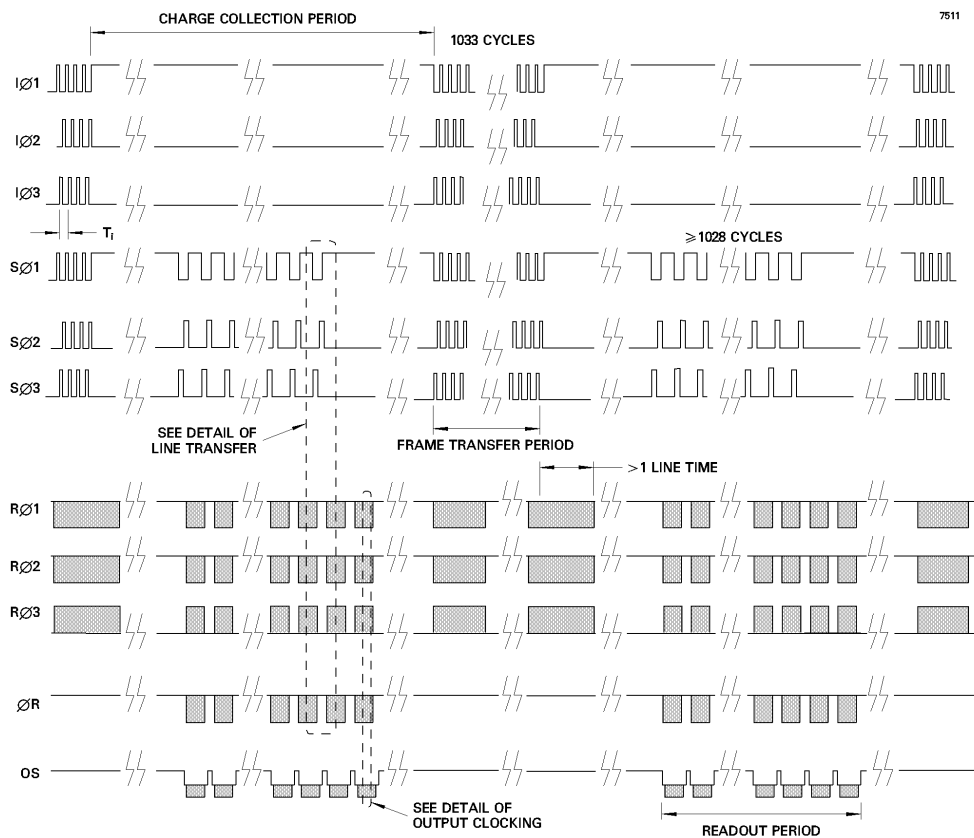 7511
CHARGE COLLECTION PERIOD
1033 CYCLES
IØ1
IØ2
IØ3
Ti
≥1028 CYCLES
SØ1
SØ2
SØ3
SEE DETAIL OF
LINE TRANSFER
FRAME TRANSFER PERIOD
>1 LINE TIME
RØ1
RØ2
RØ3
ØR
OS
SEE DETAIL OF
OUTPUT CLOCKING
READOUT PERIOD